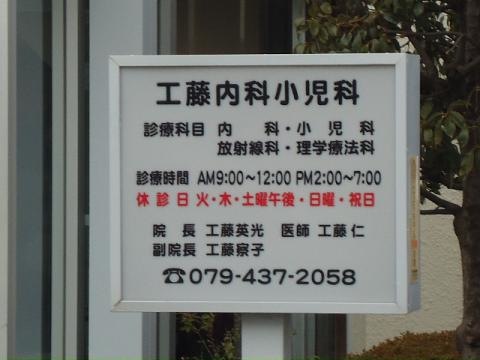 工藤内科小児科
診療科目 内 科・小 児 科
放射線科・理学療法科
診療時間 AM9:00〜12:00 PM2:00〜7:00
休診日 火・木・土曜午後・日曜・祝日
院 長 工藤英光 医師 工藤 仁
副院長 工藤察子
☎079-437-2058